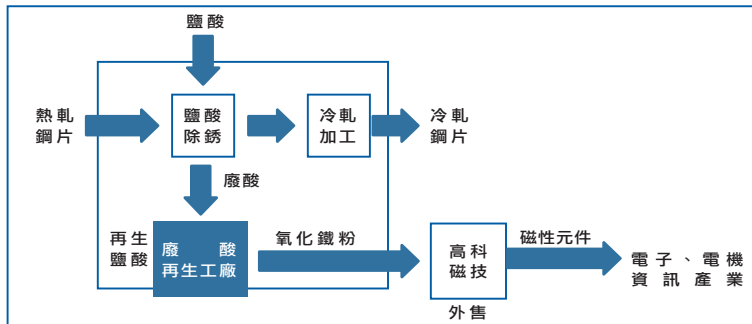 鹽酸
熱軋
鋼片
鹽酸
除銹
冷軋
加工
冷軋
鋼片
廢酸
再生
鹽酸
廢酸
再生工廠
氧化鐵粉
高科
磁技
磁性元件
電子、電機
資訊產業
外售